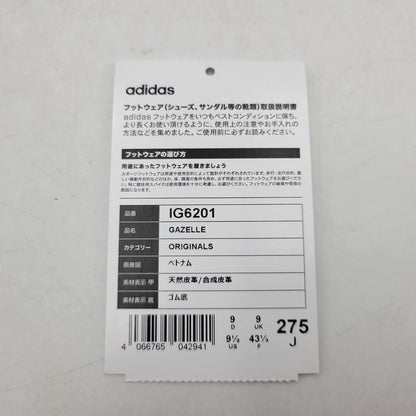 adidas
フットウェア(シューズ、サンダル等の靴類)取扱説明書
adidas フットウェアをいつもベストコンディションに保ち、
より長くお使い頂けるように、使用上の注意やお手入れの
方法などを集めました。ご使用前に必ずお読みください。
フットウェアの選び方
用途にあったフットウェアを履きましょう
品番 IG6201
品名 GAZELLE
カテゴリー ORIGINALS
原産国 ベトナム
素材表示 甲 天然皮革/合成皮革
素材表示 底 ゴム底
9 D 9 UK 275
9½ US 43⅓ F J
4 066765 042941